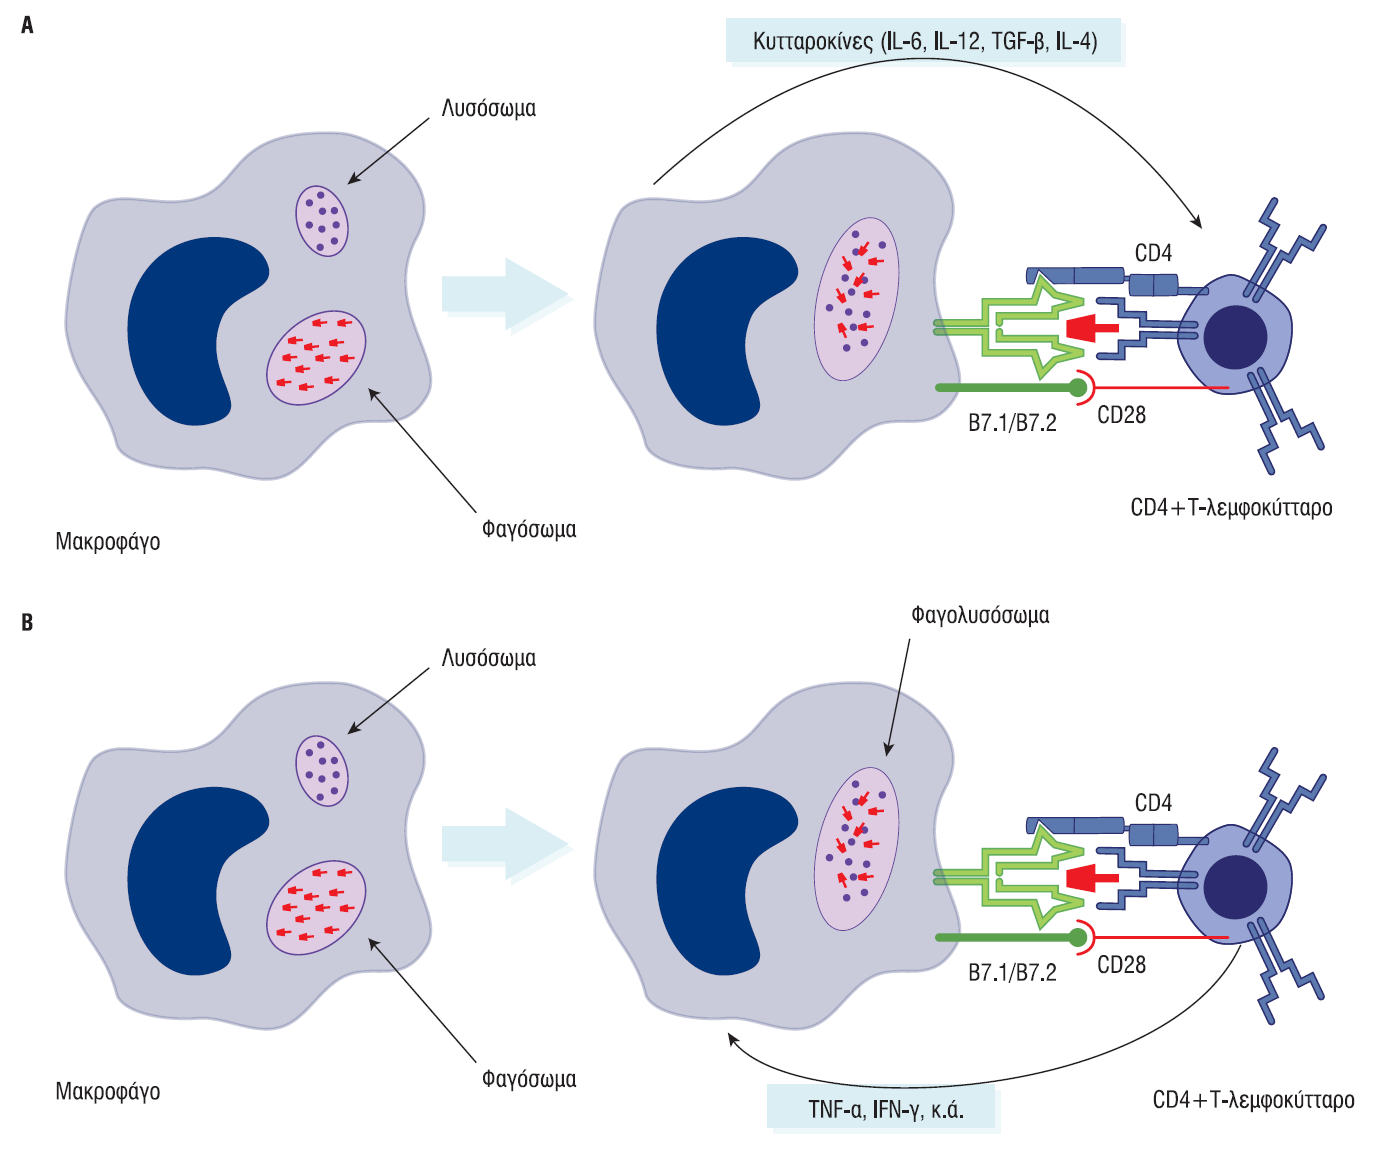 A
Κυτταροκίνες (IL-6, IL-12, TGF-β, IL-4)
Λυσόσωμα
CD4
B7.1/B7.2
CD28
CD4+T-λεμφοκύτταρο
Φαγόσωμα
Μακροφάγο
B
Φαγολυσόσωμα
Λυσόσωμα
CD4
B7.1/B7.2
CD28
Φαγόσωμα
Μακροφάγο
TNF-α, IFN-γ, κ.ά.
CD4+T-λεμφοκύτταρο